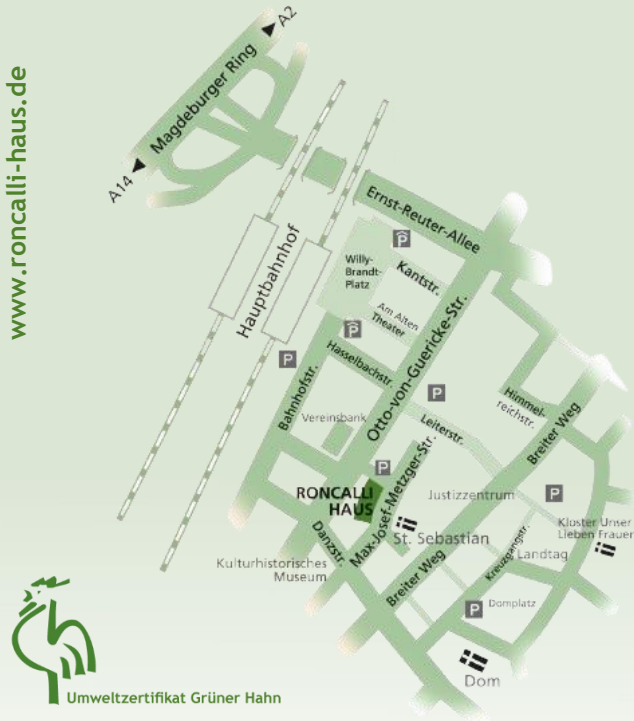 www.roncalli-haus.de
A2
Magdeburger Ring
A14
Ernst-Reuter-Allee
Hauptbahnhof
P
Willy-
Brandt-
Platz
Kantstr.
Am Alten
Theater
P
P
Hasselbachstr.
Otto-von-Guericke-Str.
Bahnhofstr.
P
Himmel-
reichstr.
Breiter Weg
Vereinsbank
Leiterstr.
P
Max-Josef-Metzger-Str.
RONCALLI
HAUS
Justizzentrum
P
Danzstr.
St. Sebastian
Kloster Unser
Lieben Frauen
Kreuzgangstr.
Landtag
Kulturhistorisches
Museum
Breiter Weg
P
Domplatz
Dom
Umweltzertifikat Grüner Hahn